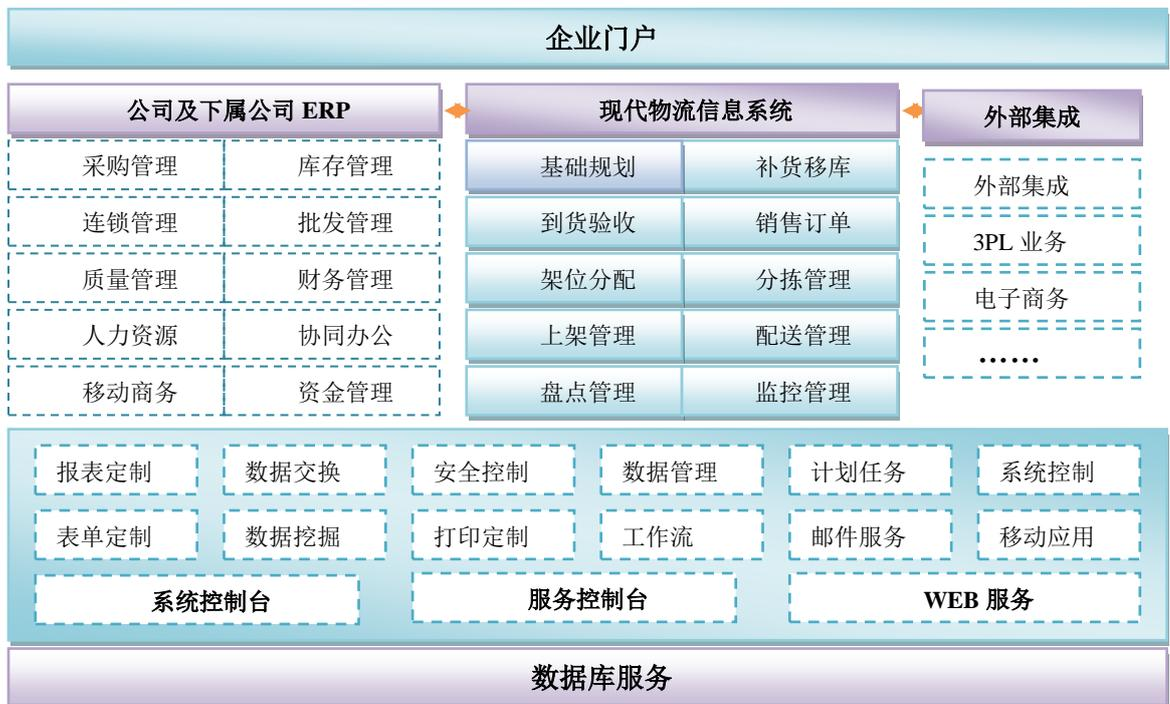 企业门户
公司及下属公司 ERP
现代物流信息系统
外部集成
采购管理
库存管理
连锁管理
批发管理
质量管理
财务管理
人力资源
协同办公
移动商务
资金管理
基础规划
补货移库
到货验收
销售订单
架位分配
分拣管理
上架管理
配送管理
盘点管理
监控管理
外部集成
3PL 业务
电子商务
……
报表定制
数据交换
安全控制
数据管理
计划任务
系统控制
表单定制
数据挖掘
打印定制
工作流
邮件服务
移动应用
系统控制台
服务控制台
WEB 服务
数据库服务